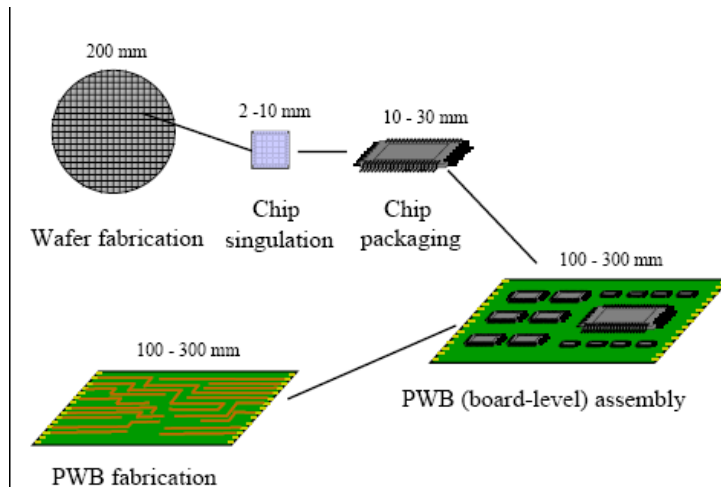 200 mm
2 -10 mm
10 - 30 mm
Wafer fabrication
Chip
singulation
Chip
packaging
100 - 300 mm
100 - 300 mm
PWB (board-level) assembly
PWB fabrication